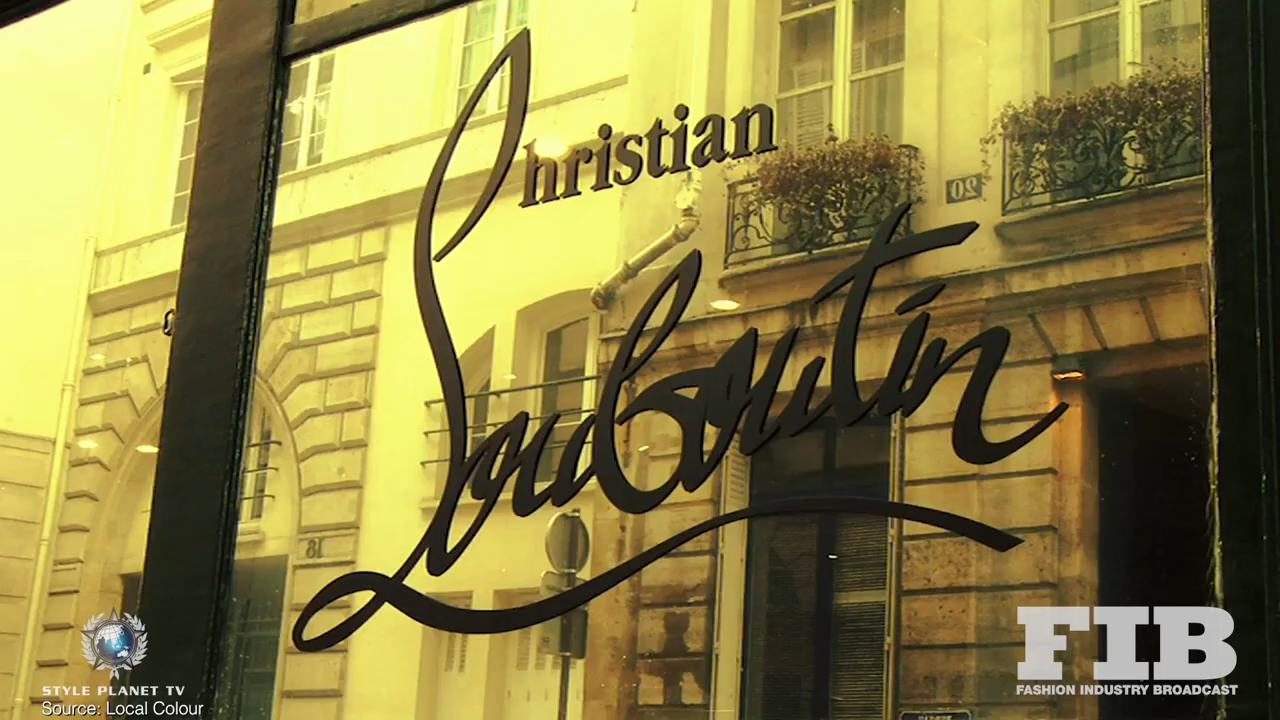 Christian
Louboutin
20
18
STYLE PLANET TV
Source: Local Colour
FIB
FASHION INDUSTRY BROADCAST